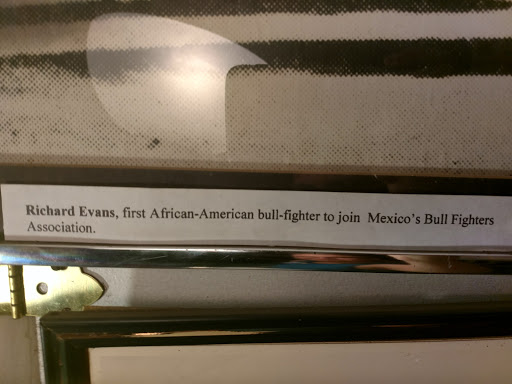 Richard Evans, first African-American bull-fighter to join Mexico's Bull Fighters
Association.